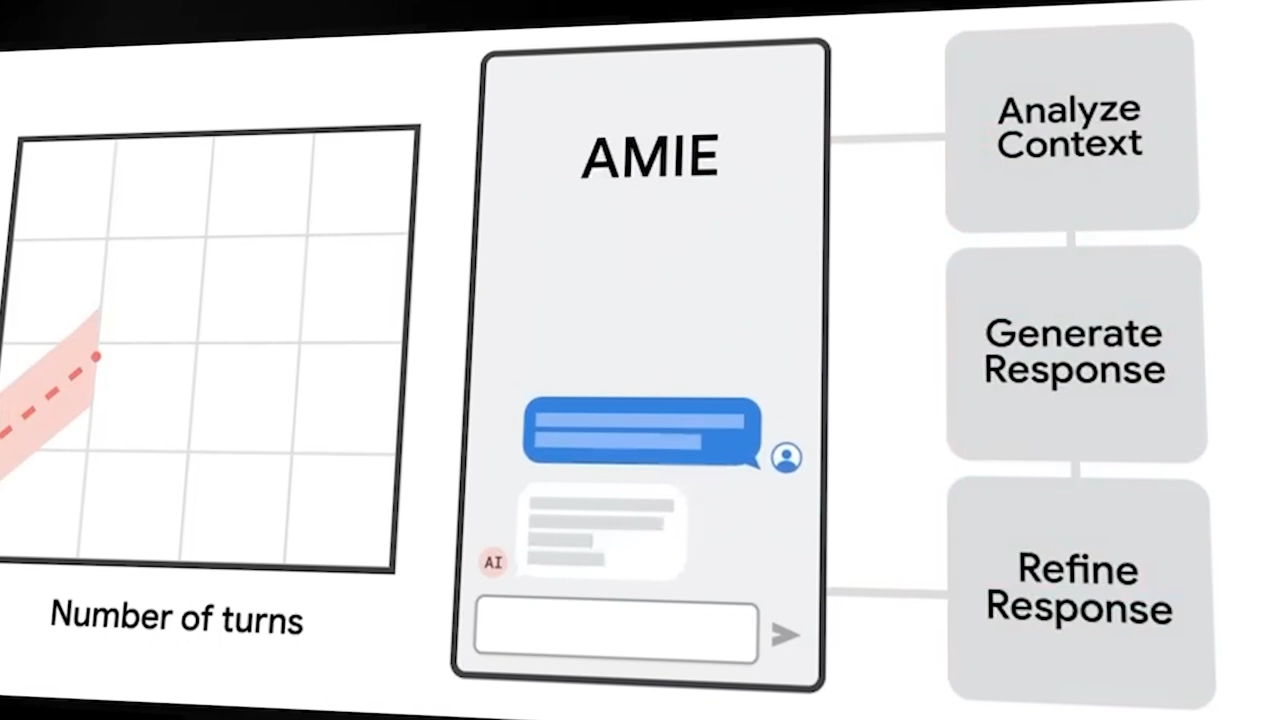 AMIE
AI
Number of turns
Analyze
Context
Generate
Response
Refine
Response